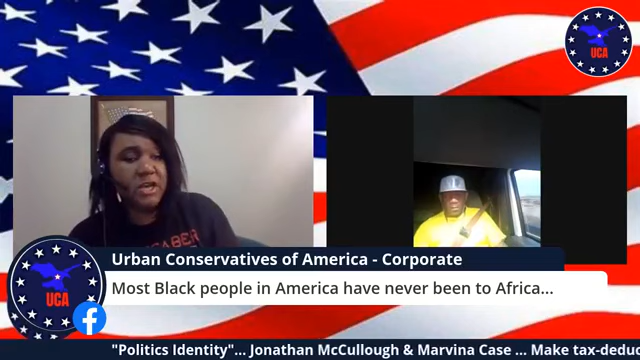 UCA
Urban Conservatives of America - Corporate
Most Black people in America have never been to Africa...
UCA
"Politics Identity"... Jonathan McCullough & Marvina Case ... Make tax-deduc